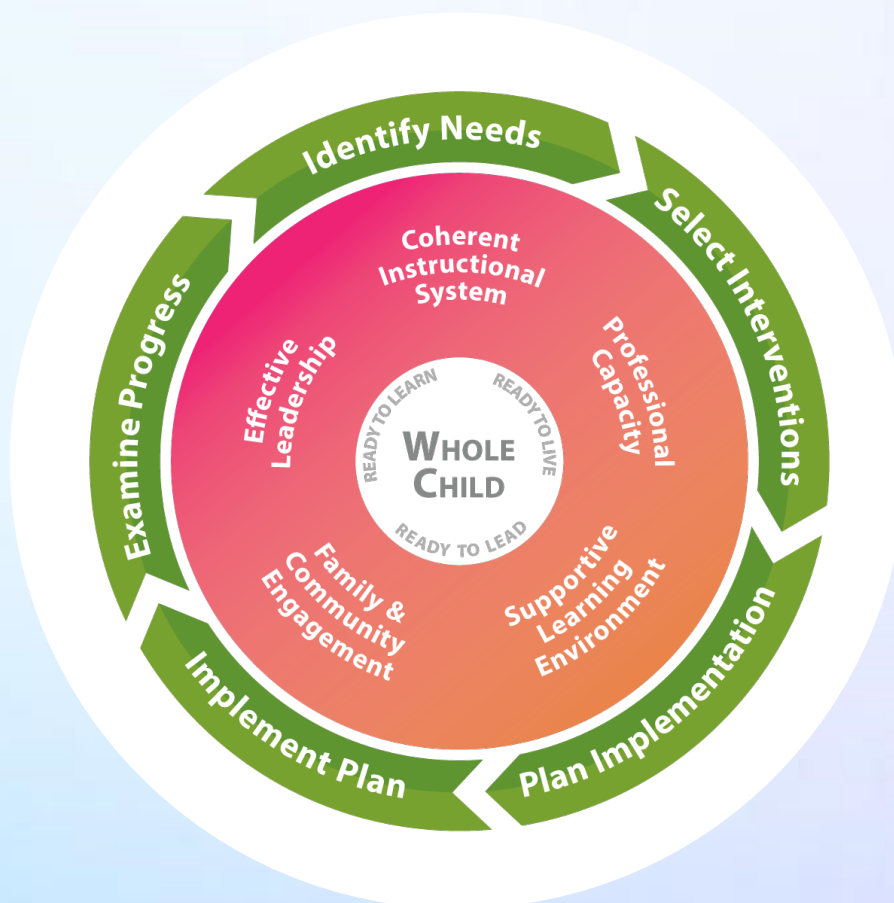 Identify Needs
Select Interventions
Plan Implementation
Implement Plan
Examine Progress
Coherent
Instructional
System
Professional
Capacity
Supportive
Learning
Environment
Family &
Community
Engagement
Effective
Leadership
READY TO LEARN
READY TO LIVE
READY TO LEAD
WHOLE
CHILD